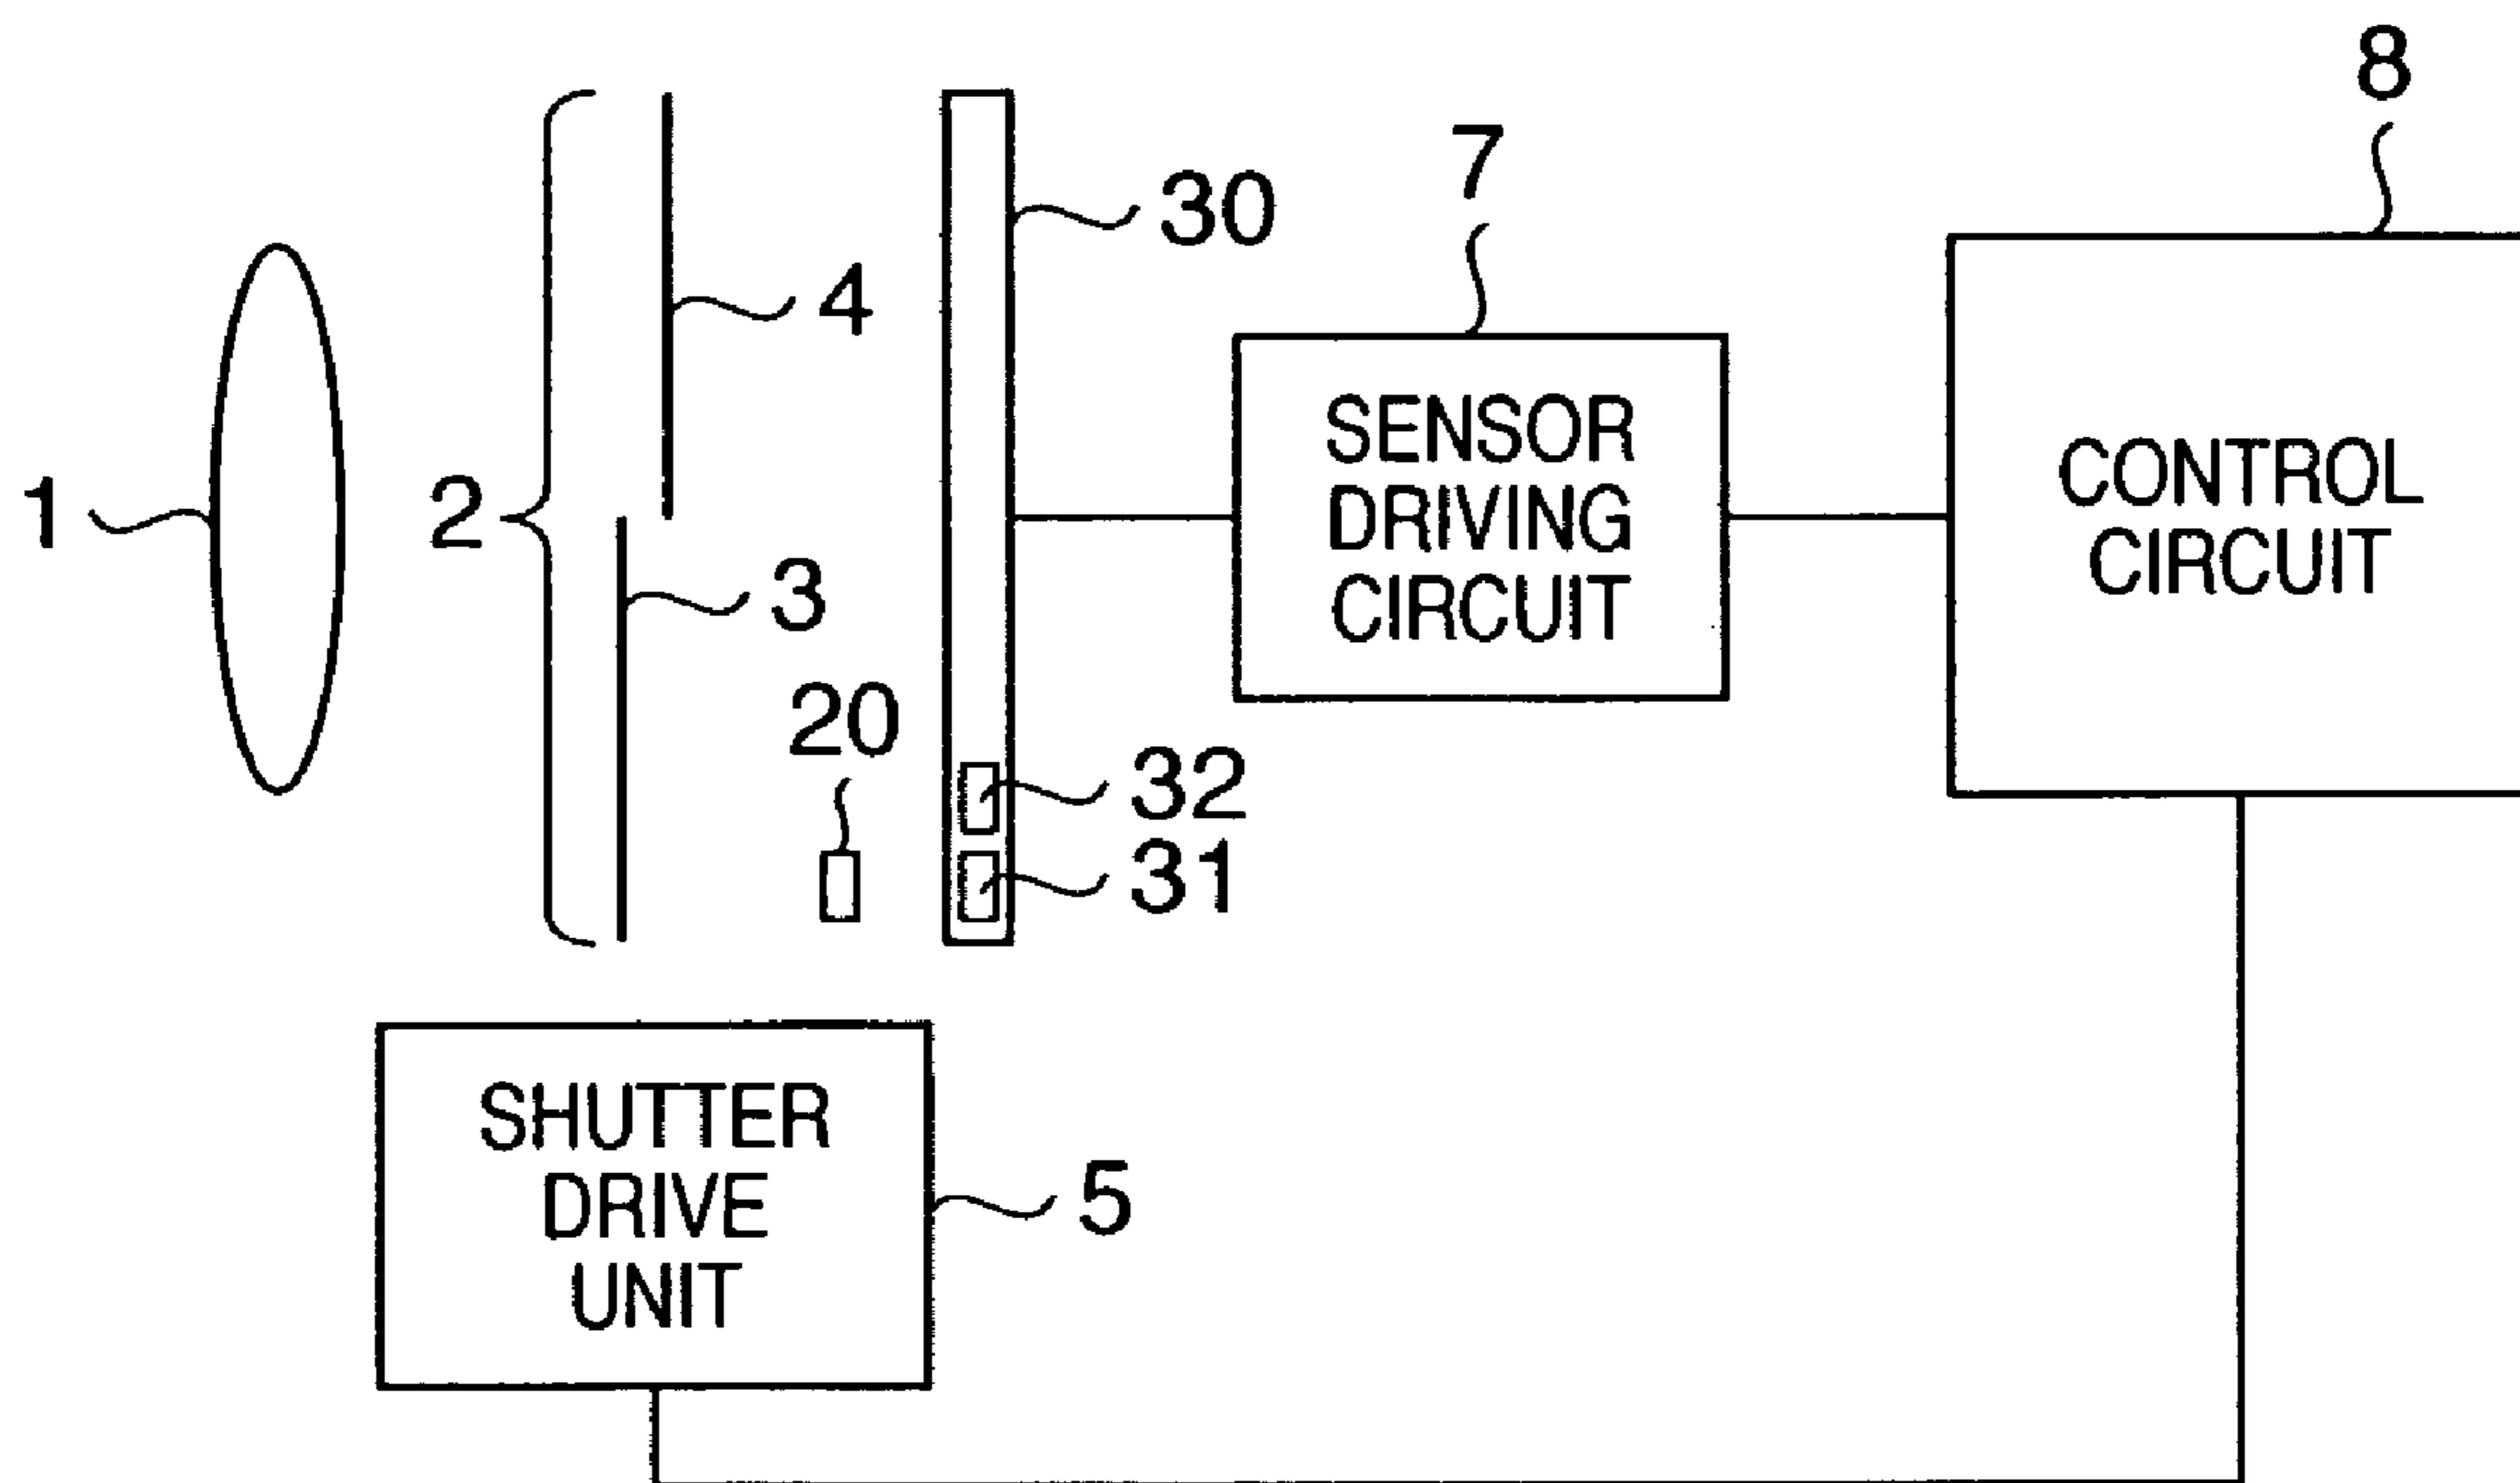 8
7
30
4
SENSOR
DRIVING
CIRCUIT
CONTROL
CIRCUIT
1
2
3
20
32
31
SHUTTER
DRIVE
UNIT
5